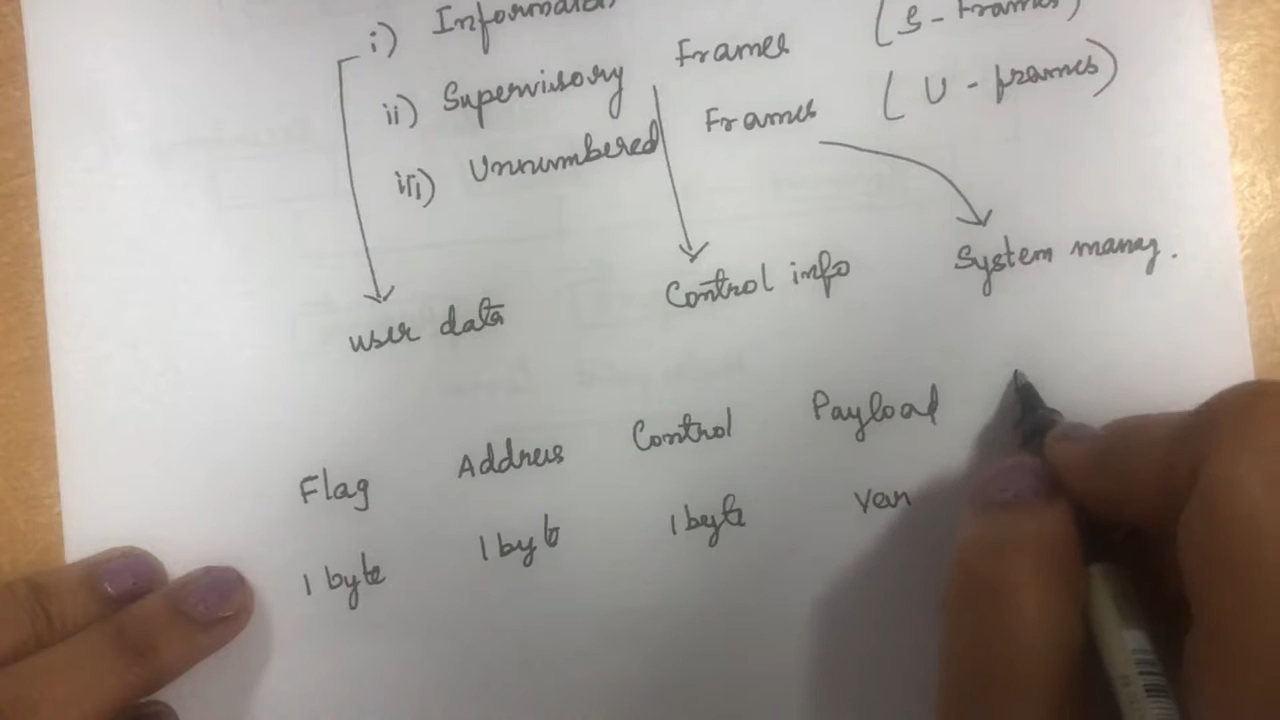 i) Information
ii) Supervisory Frames (S-Frames)
iii) Unnumbered Frames (U-frames)
user data
Control info
System manag.
Flag Address Control Payload
1 byte 1 byte 1 byte